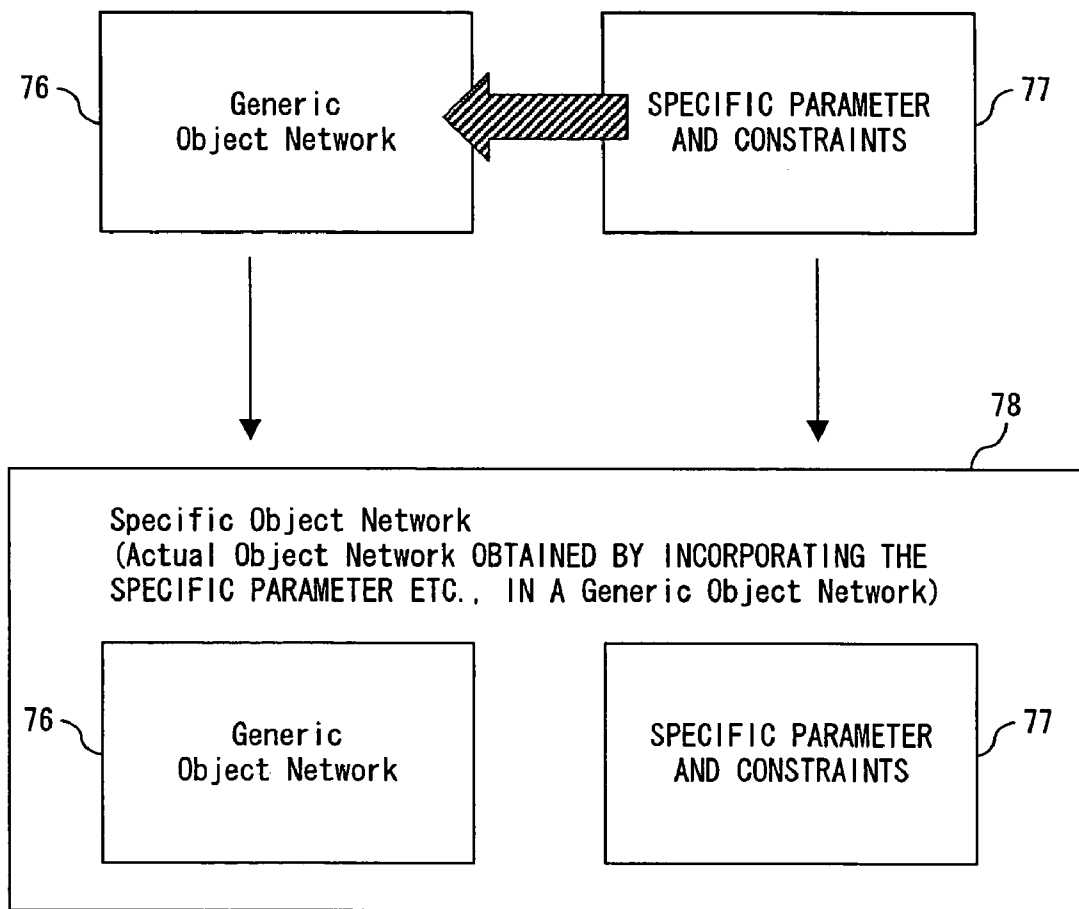 76
Generic
Object Network
SPECIFIC PARAMETER
AND CONSTRAINTS
77
78
Specific Object Network
(Actual Object Network OBTAINED BY INCORPORATING THE
SPECIFIC PARAMETER ETC., IN A Generic Object Network)
76
Generic
Object Network
SPECIFIC PARAMETER
AND CONSTRAINTS
77